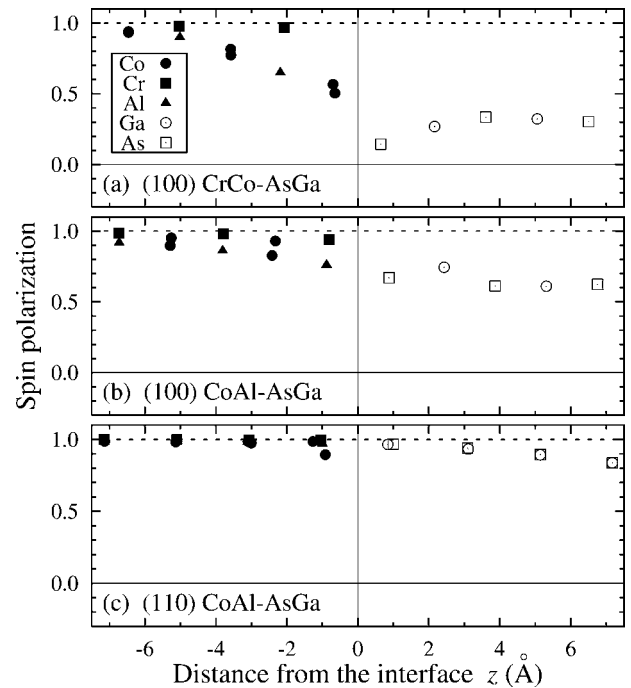 1.0
Co
Cr
Al
Ga
As
0.5
0.0
(a) (100) CrCo-AsGa
1.0
0.5
0.0
(b) (100) CoAl-AsGa
1.0
0.5
0.0
(c) (110) CoAl-AsGa
Spin polarization
-6 -4 -2 0 2 4 6
Distance from the interface z (Å)